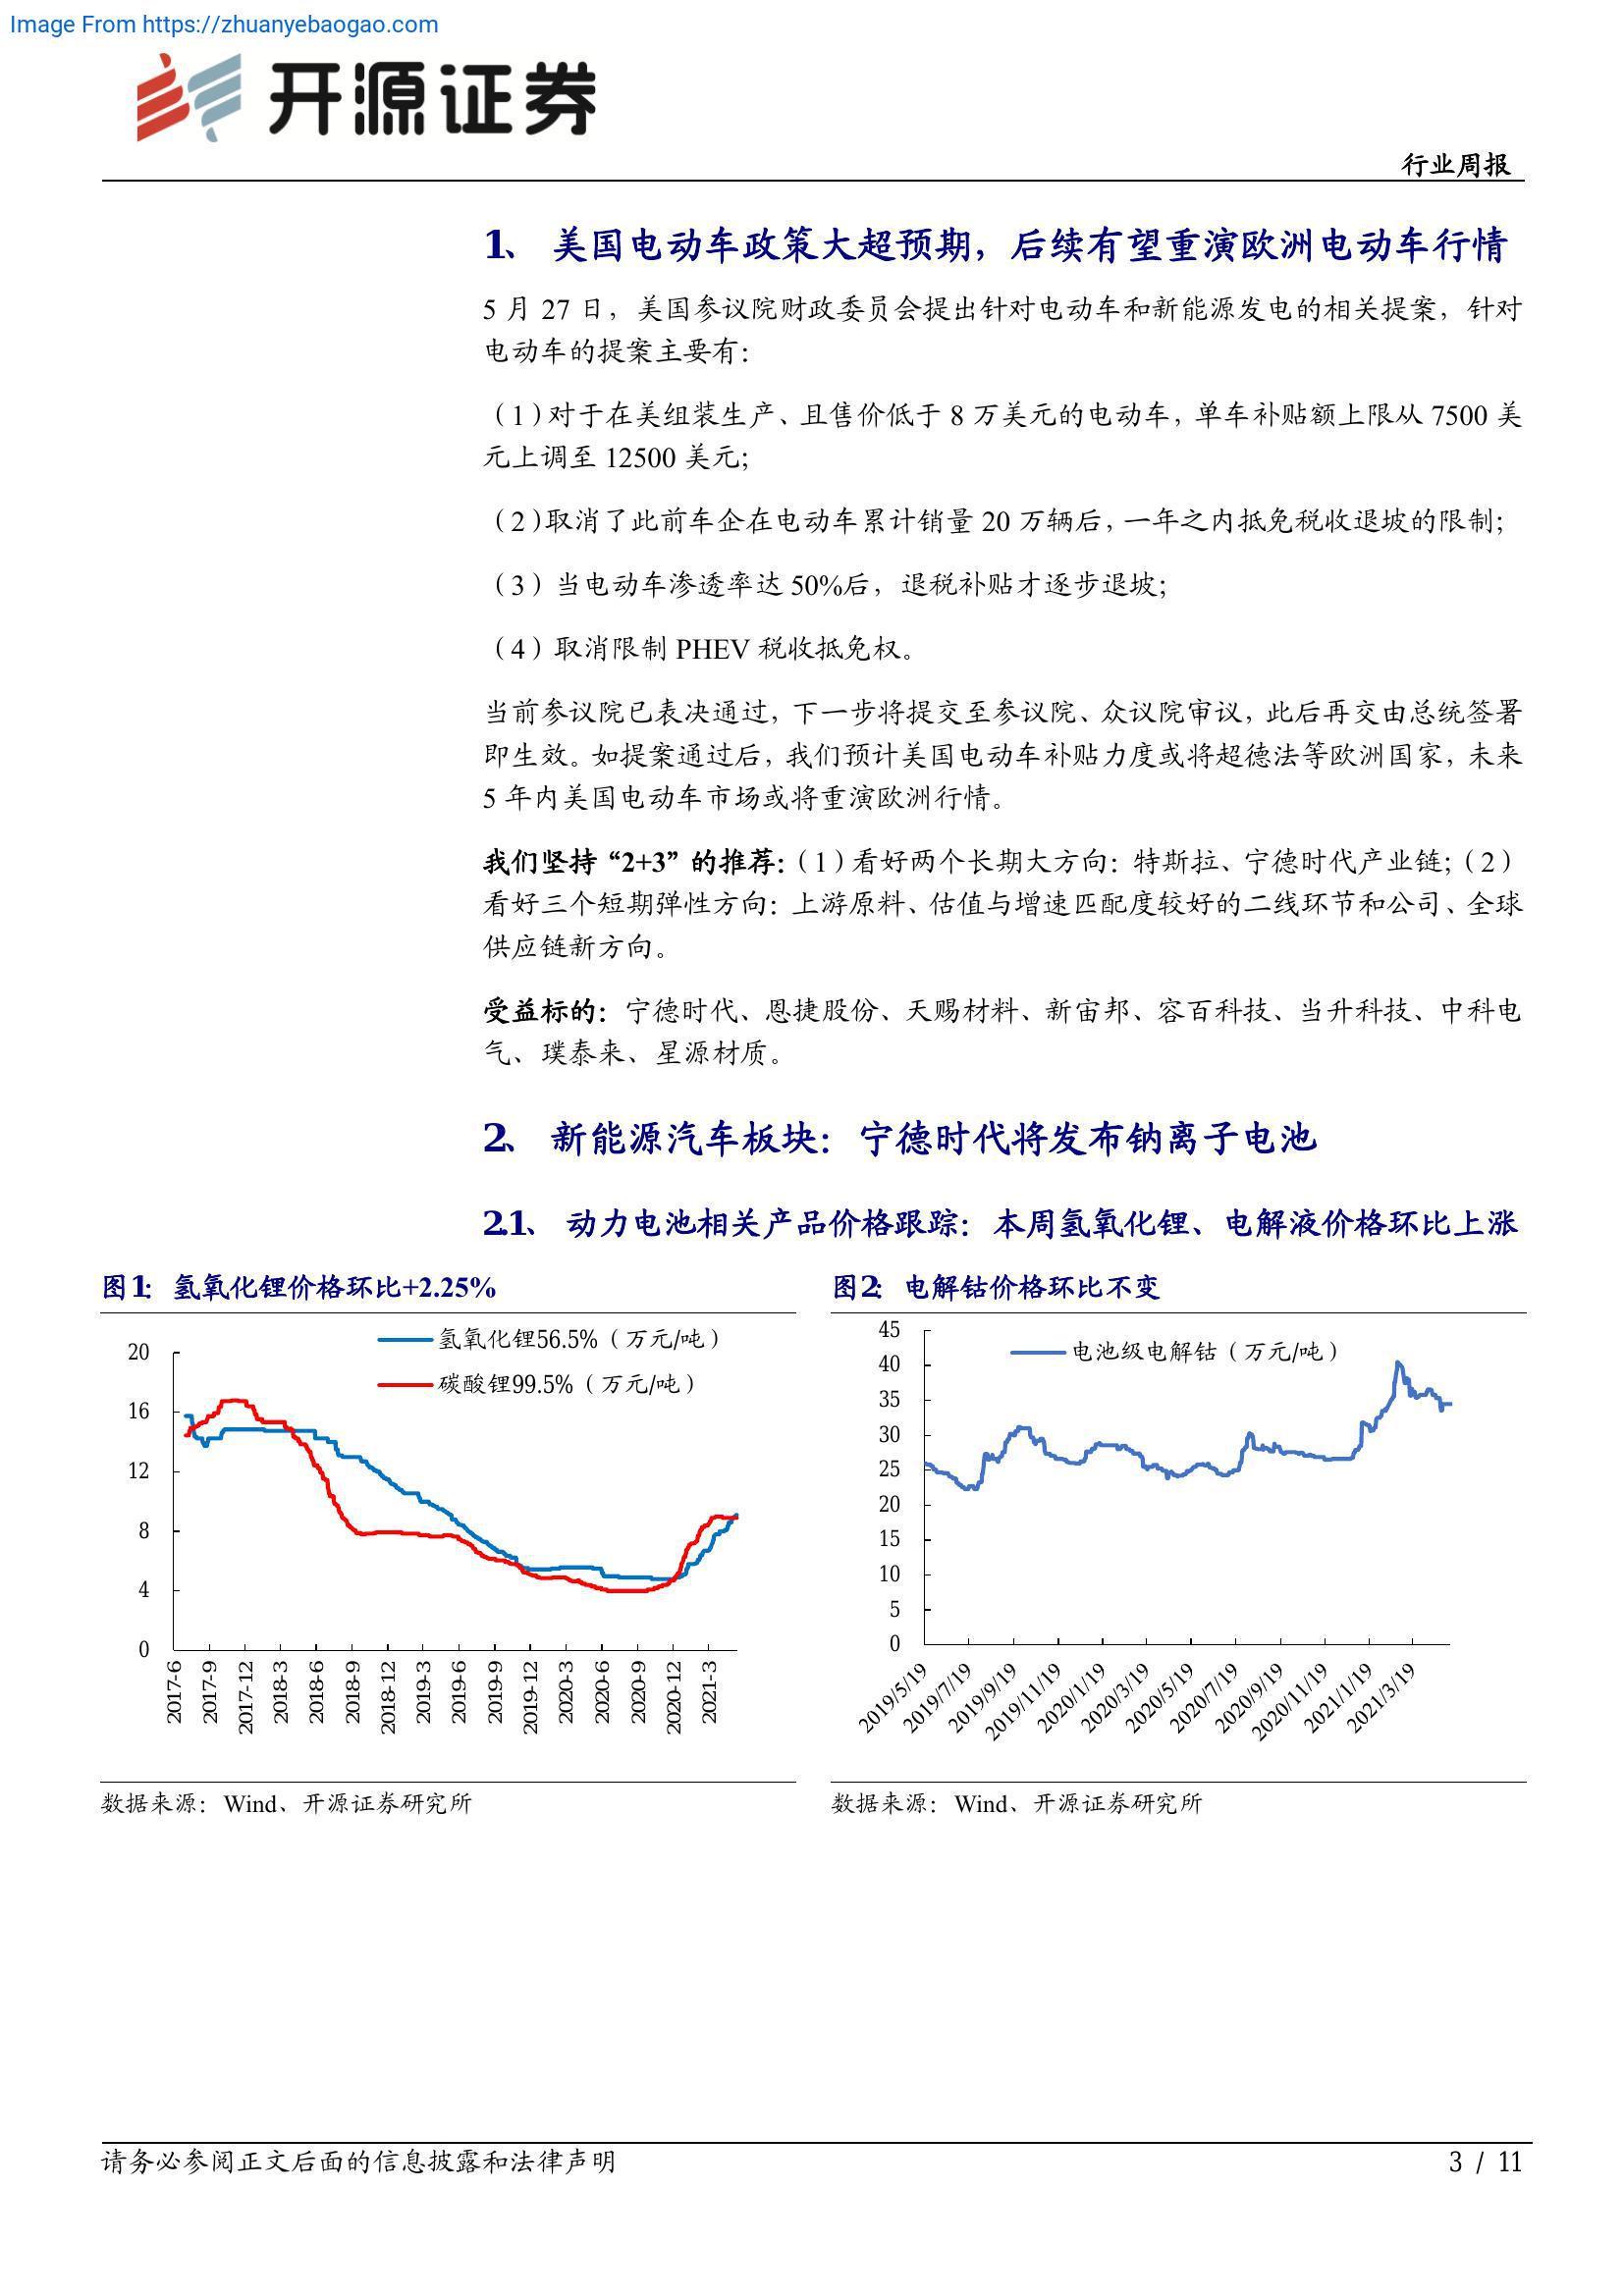 Image From https://zhuanyebaogao.com
开源证券
行业周报
1、 美国电动车政策大超预期，后续有望重演欧洲电动车行情
5 月 27 日，美国参议院财政委员会提出针对电动车和新能源发电的相关提案，针对
电动车的提案主要有：
（1）对于在美组装生产、且售价低于 8 万美元的电动车，单车补贴额上限从 7500 美
元上调至 12500 美元；
（2）取消了此前车企在电动车累计销量 20 万辆后，一年之内抵免税收退坡的限制；
（3）当电动车渗透率达 50%后，退税补贴才逐步退坡；
（4）取消限制 PHEV 税收抵免权。
当前参议院已表决通过，下一步将提交至参议院、众议院审议，此后再交由总统签署
即生效。如提案通过后，我们预计美国电动车补贴力度或将超德法等欧洲国家，未来
5 年内美国电动车市场或将重演欧洲行情。
我们坚持“2+3”的推荐：（1）看好两个长期大方向：特斯拉、宁德时代产业链；（2）
看好三个短期弹性方向：上游原料、估值与增速匹配度较好的二线环节和公司、全球
供应链新方向。
受益标的：宁德时代、恩捷股份、天赐材料、新宙邦、容百科技、当升科技、中科电
气、璞泰来、星源材质。
2、 新能源汽车板块：宁德时代将发布钠离子电池
2.1、 动力电池相关产品价格跟踪：本周氢氧化锂、电解液价格环比上涨
图1： 氢氧化锂价格环比+2.25%
氢氧化锂56.5%（万元/吨）
碳酸锂99.5%（万元/吨）
20
16
12
8
4
0
2017-6
2017-9
2017-12
2018-3
2018-6
2018-9
2018-12
2019-3
2019-6
2019-9
2019-12
2020-3
2020-6
2020-9
2020-12
2021-3
数据来源：Wind、开源证券研究所
图2： 电解钴价格环比不变
电池级电解钴（万元/吨）
45
40
35
30
25
20
15
10
5
0
2019/5/19
2019/7/19
2019/9/19
2019/11/19
2020/1/19
2020/3/19
2020/5/19
2020/7/19
2020/9/19
2020/11/19
2021/1/19
2021/3/19
数据来源：Wind、开源证券研究所
请务必参阅正文后面的信息披露和法律声明
3 / 11